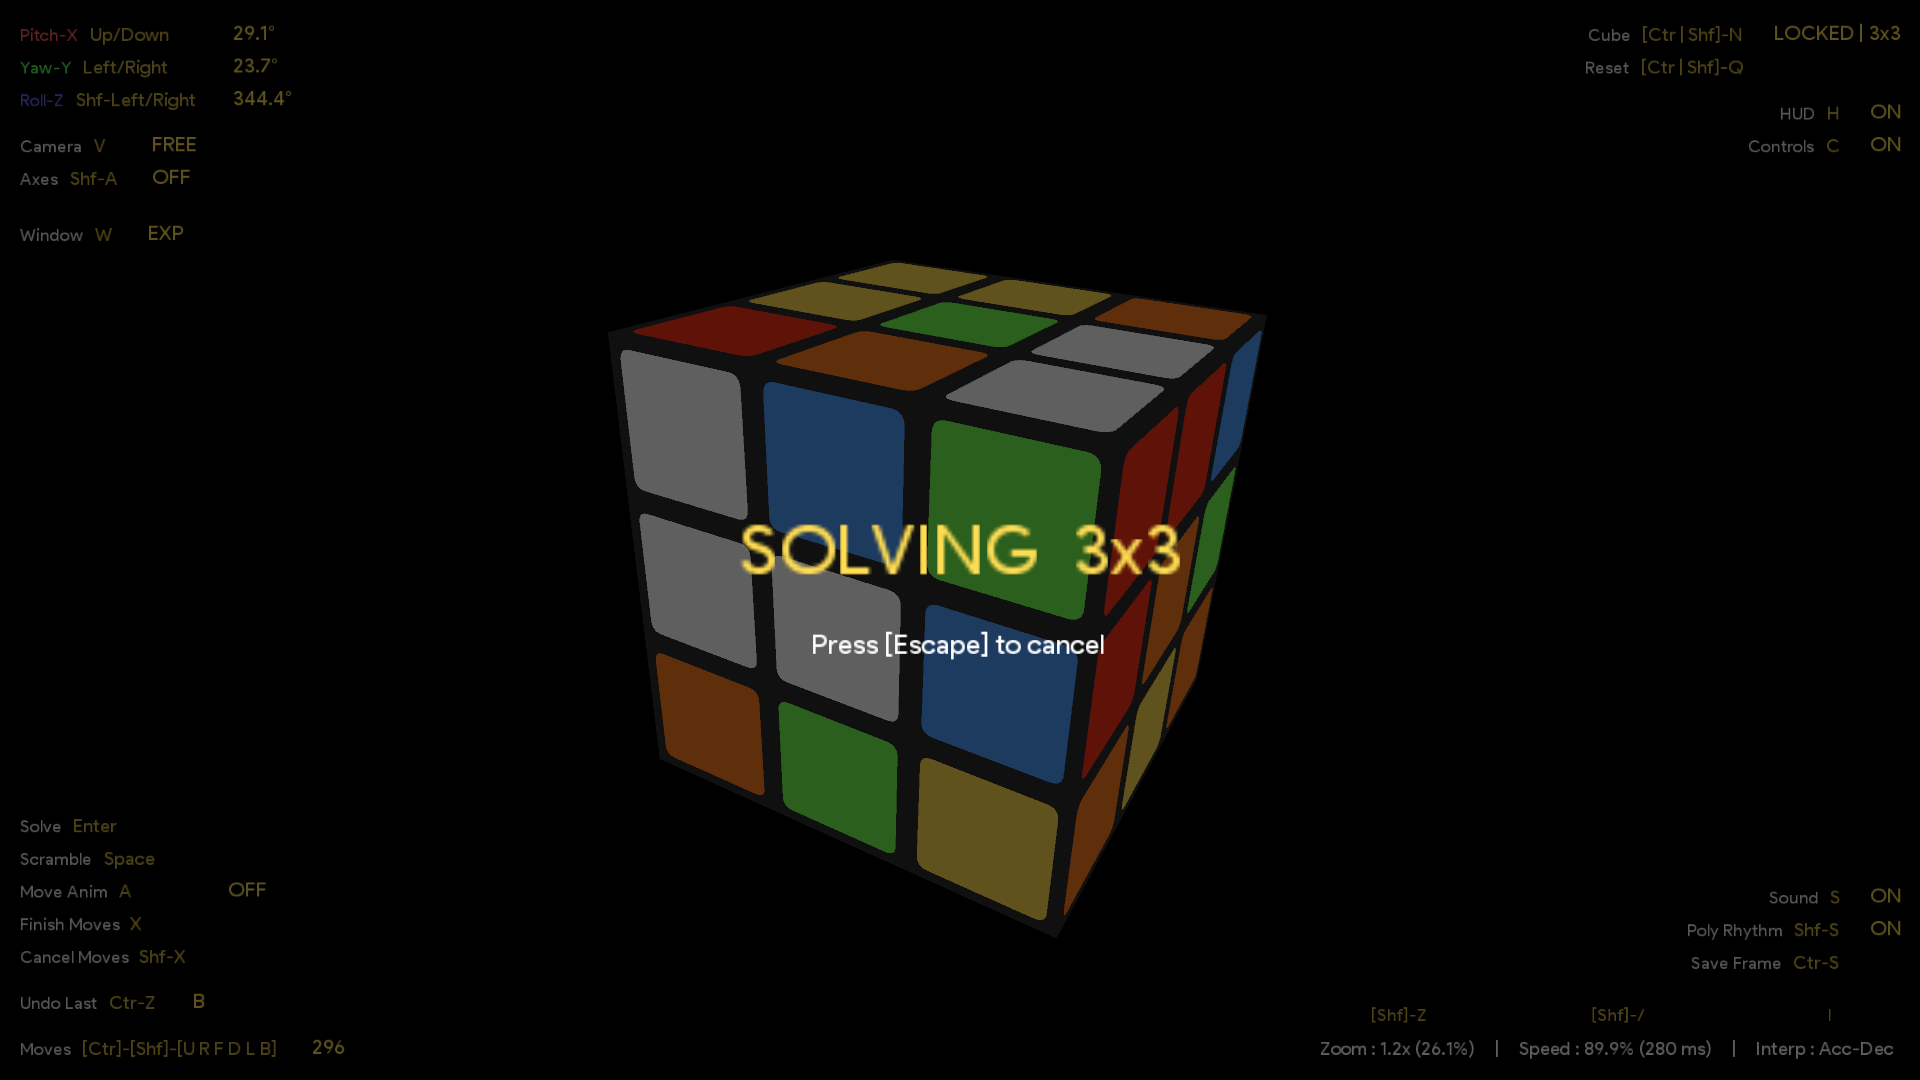 Pitch-X Up/Down 29.1°
Yaw-Y Left/Right 23.7°
Roll-Z Shf-Left/Right 344.4°
Camera V FREE
Axes Shf-A OFF
Window W EXP
Cube [Ctr|Shf]-N LOCKED | 3x3
Reset [Ctr|Shf]-Q
HUD H ON
Controls C ON
SOLVING 3x3
Press [Escape] to cancel
Solve Enter
Scramble Space
Move Anim A OFF
Finish Moves X
Cancel Moves Shf-X
Undo Last Ctr-Z B
Moves [Ctr]-[Shf]-[U R F D L B] 296
Sound S ON
Poly Rhythm Shf-S ON
Save Frame Ctr-S
[Shf]-Z [Shf]-/ I
Zoom : 1.2x (26.1%) | Speed : 89.9% (280 ms) | Interp : Acc-Dec